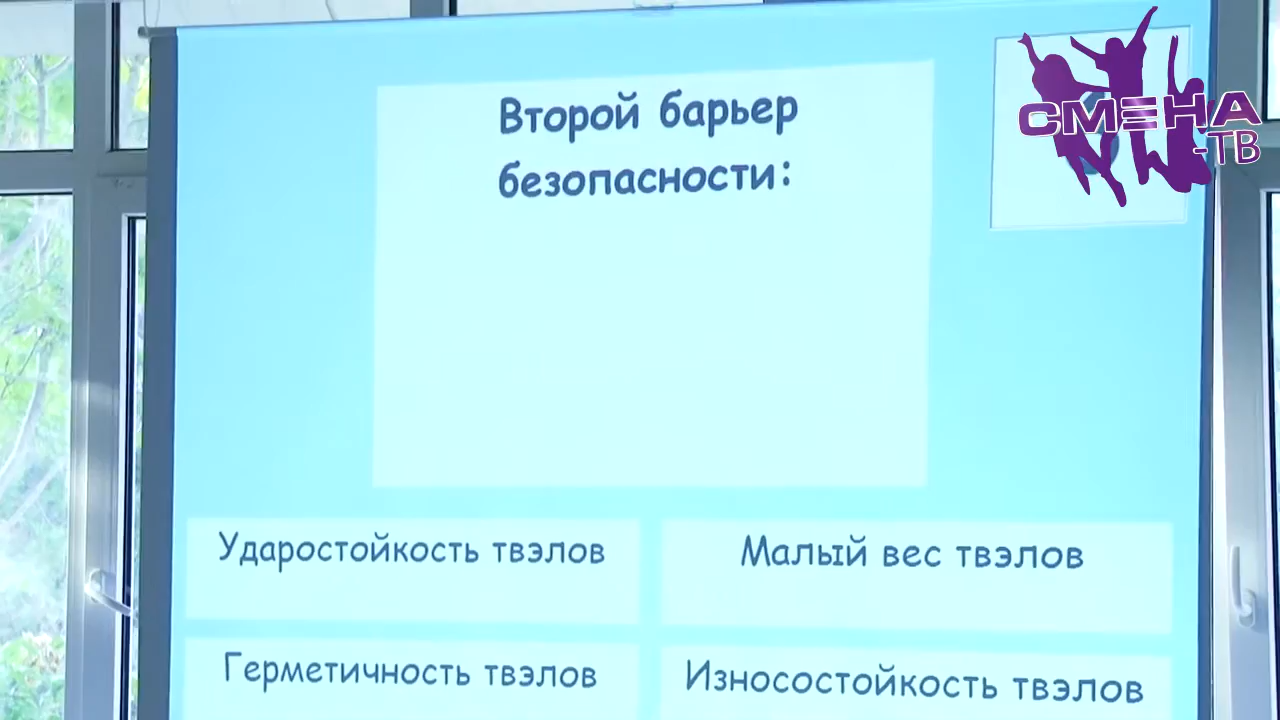 Второй барьер
безопасности:
СМЕНА
-ТВ
Ударостойкость твэлов
Малый вес твэлов
Герметичность твэлов
Износостойкость твэлов